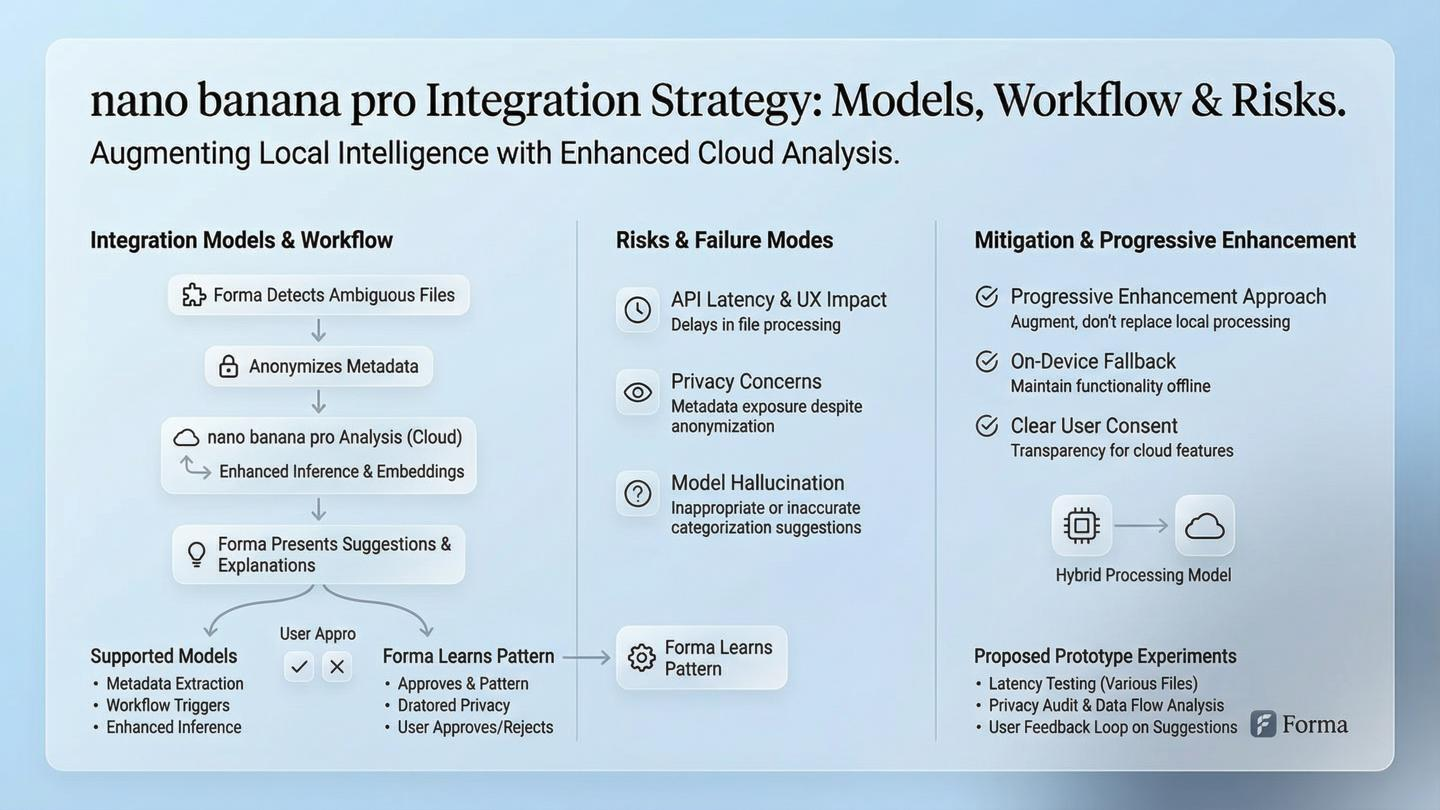 nano banana pro Integration Strategy: Models, Workflow & Risks.
Augmenting Local Intelligence with Enhanced Cloud Analysis.
Integration Models & Workflow
Forma Detects Ambiguous Files
Anonymizes Metadata
nano banana pro Analysis (Cloud)
Enhanced Inference & Embeddings
Forma Presents Suggestions &
Explanations
User Appro
Supported Models
• Metadata Extraction
• Workflow Triggers
• Enhanced Inference
Forma Learns Pattern
• Approves & Pattern
• Dratored Privacy
• User Approves/Rejects
Risks & Failure Modes
API Latency & UX Impact
Delays in file processing
Privacy Concerns
Metadata exposure despite
anonymization
Model Hallucination
Inappropriate or inaccurate
categorization suggestions
Forma Learns
Pattern
Mitigation & Progressive Enhancement
Progressive Enhancement Approach
Augment, don't replace local processing
On-Device Fallback
Maintain functionality offline
Clear User Consent
Transparency for cloud features
Hybrid Processing Model
Proposed Prototype Experiments
• Latency Testing (Various Files)
• Privacy Audit & Data Flow Analysis
• User Feedback Loop on Suggestions
Forma